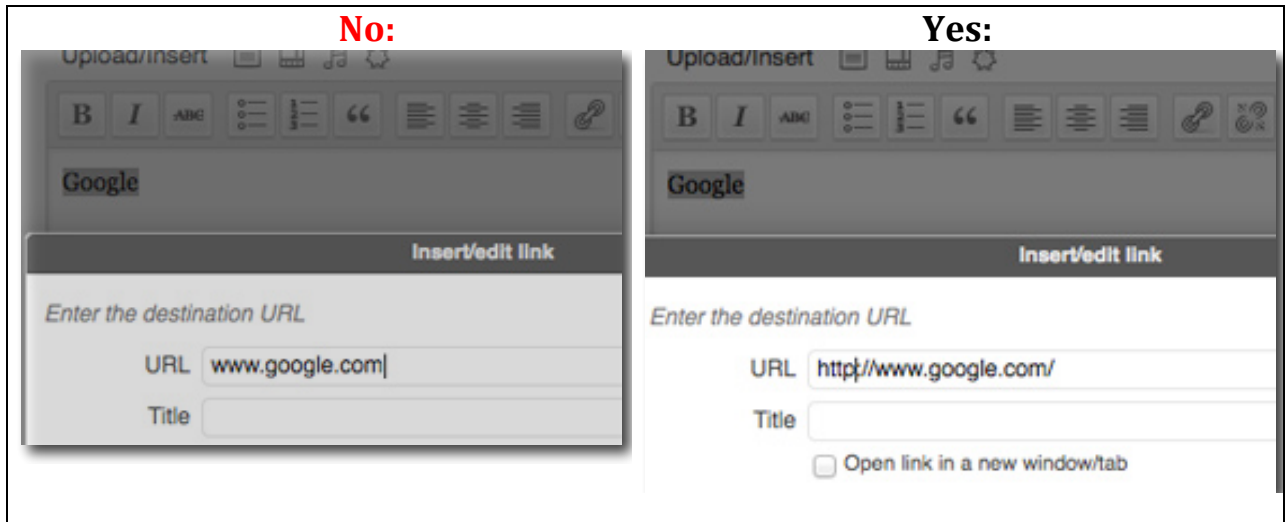 No:
Upload/Insert
B I ABC
Google
Insert/edit link
Enter the destination URL
URL www.google.com
Title
Yes:
Upload/Insert
B I ABC
Google
Insert/edit link
Enter the destination URL
URL http://www.google.com/
Title
Open link in a new window/tab